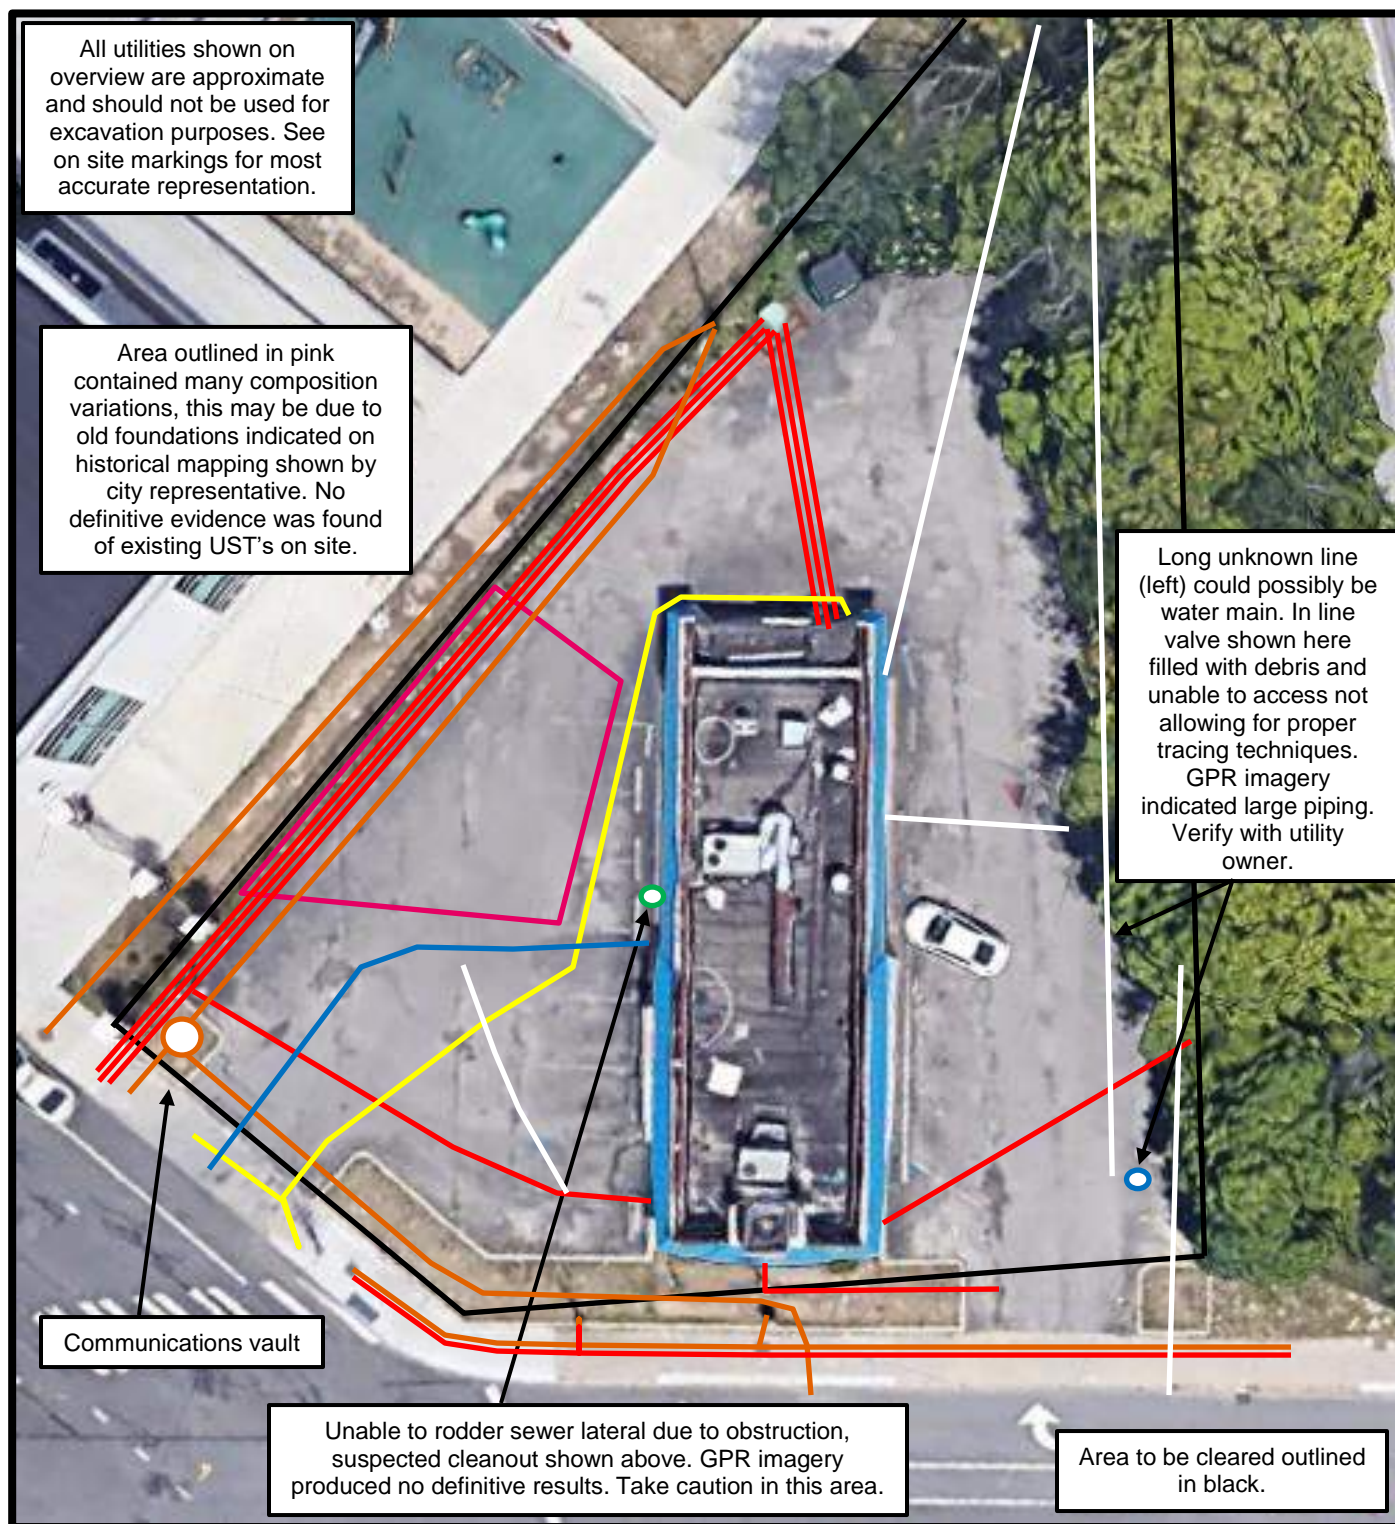 All utilities shown on
overview are approximate
and should not be used for
excavation purposes. See
on site markings for most
accurate representation.
Area outlined in pink
contained many composition
variations, this may be due to
old foundations indicated on
historical mapping shown by
city representative. No
definitive evidence was found
of existing UST's on site.
Long unknown line
(left) could possibly be
water main. In line
valve shown here
filled with debris and
unable to access not
allowing for proper
tracing techniques.
GPR imagery
indicated large piping.
Verify with utility
owner.
Communications vault
Unable to rodder sewer lateral due to obstruction,
suspected cleanout shown above. GPR imagery
produced no definitive results. Take caution in this area.
Area to be cleared outlined
in black.